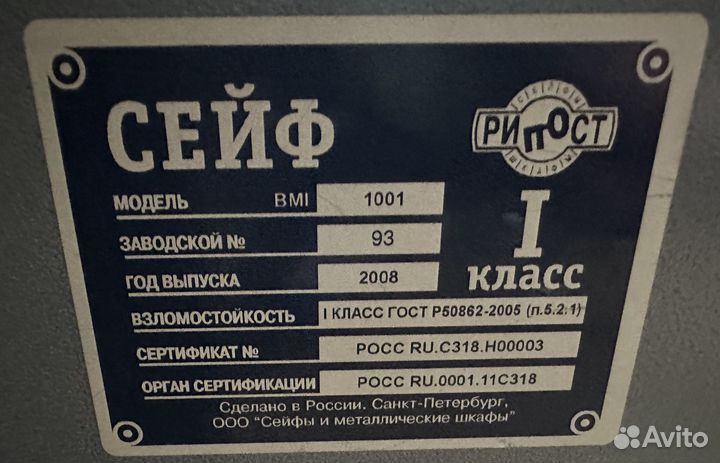 СЕЙФ
РИПОСТ
МОДЕЛЬ BMI 1001
ЗАВОДСКОЙ № 93
ГОД ВЫПУСКА 2008
I
КЛАСС
ВЗЛОМОСТОЙКОСТЬ I КЛАСС ГОСТ Р50862-2005 (п.5.2.1)
СЕРТИФИКАТ № РОСС RU.C318.H00003
ОРГАН СЕРТИФИКАЦИИ РОСС RU.0001.11C318
Сделано в России. Санкт-Петербург,
ООО "Сейфы и металлические шкафы"
Avito